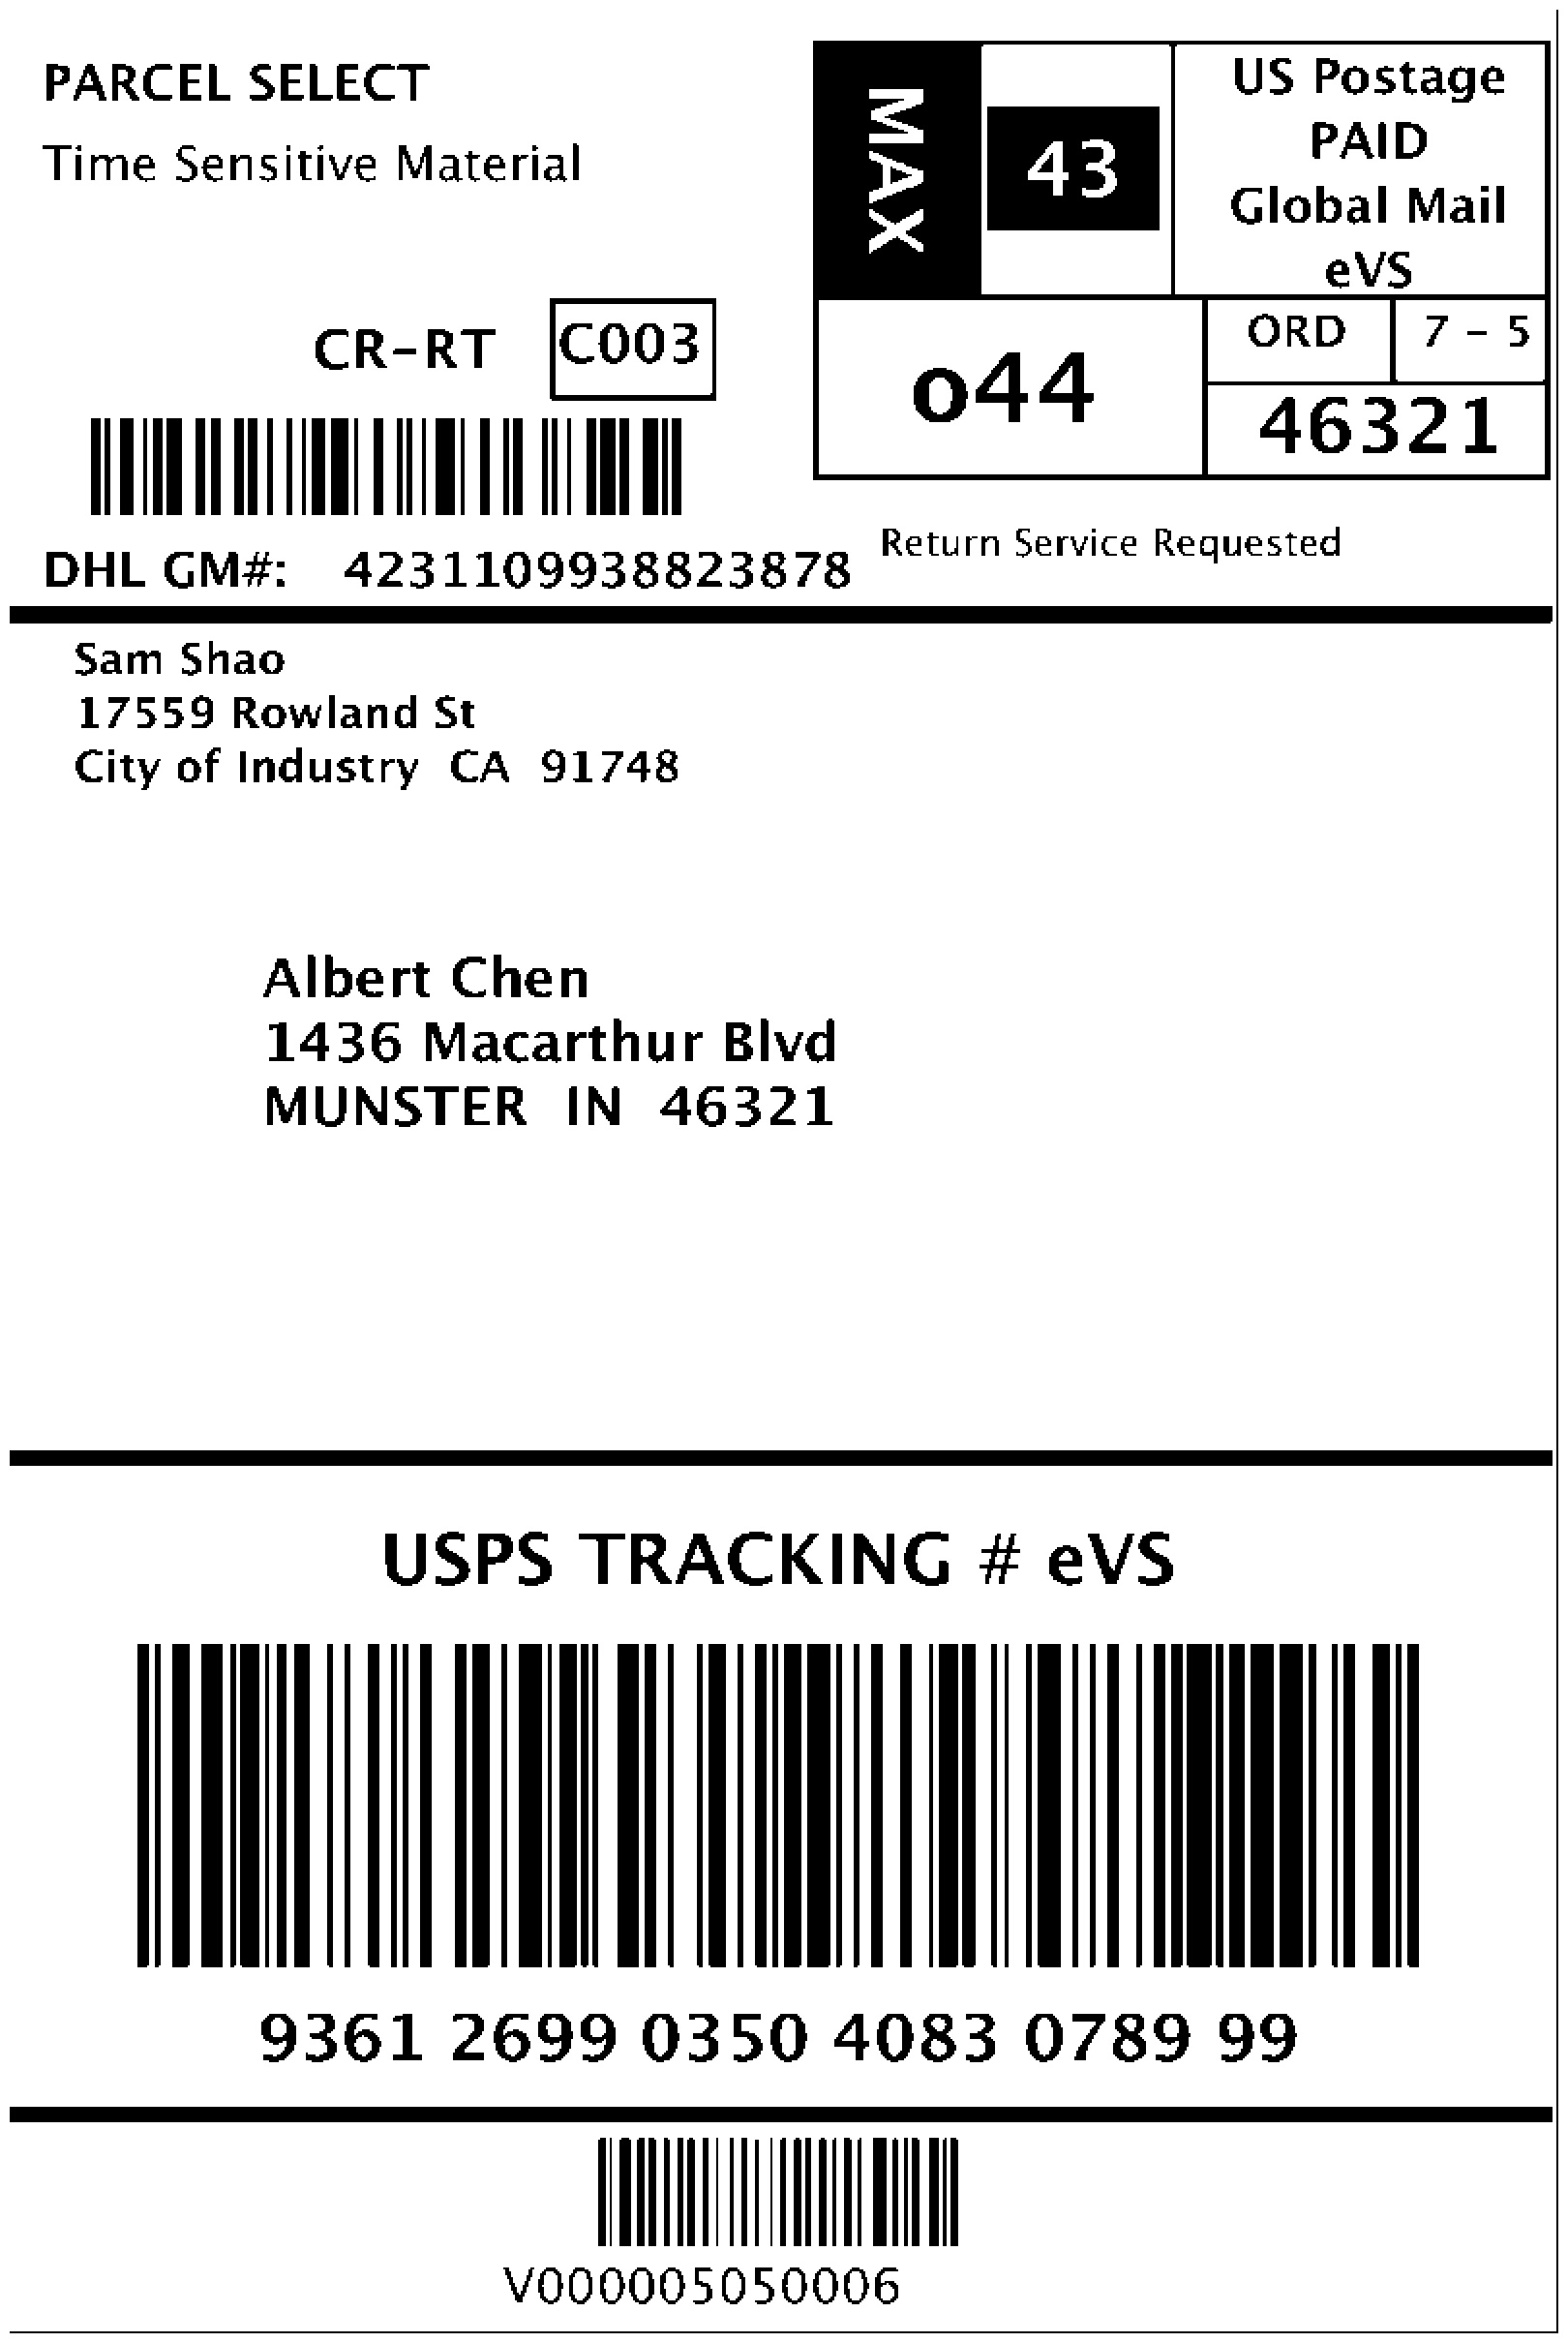 PARCEL SELECT
Time Sensitive Material
MAX
43
US Postage
PAID
Global Mail
eVS
CR-RT C003
o44
ORD
7 - 5
46321
DHL GM#: 4231109938823878
Return Service Requested
Sam Shao
17559 Rowland St
City of Industry CA 91748
Albert Chen
1436 Macarthur Blvd
MUNSTER IN 46321
USPS TRACKING # eVS
9361 2699 0350 4083 0789 99
V000005050006